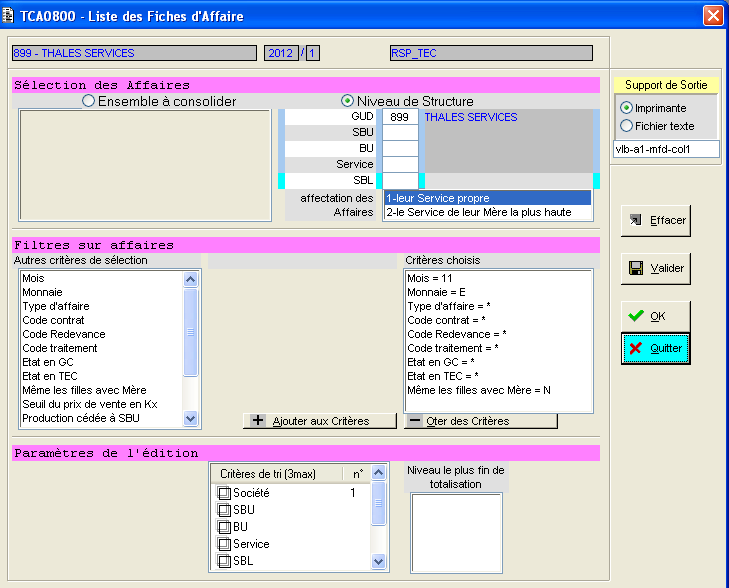 TCA0800 - Liste des Fiches d'Affaire
899 - THALES SERVICES 2012 / 1 RSP_TEC
Sélection des Affaires
Ensemble à consolider
Niveau de Structure
GUD 899 THALES SERVICES
SBU
BU
Service
SBL
affectation des Affaires
1-leur Service propre
2-le Service de leur Mère la plus haute
Support de Sortie
Imprimante
Fichier texte
vlb-a1-mfd-col1
Effacer
Valider
OK
Quitter
Filtres sur affaires
Autres critères de sélection
Mois
Monnaie
Type d'affaire
Code contrat
Code Redevance
Code traitement
Etat en GC
Etat en TEC
Même les filles avec Mère
Seuil du prix de vente en Kx
Production cédée à SBU
Ajouter aux Critères
Critères choisis
Mois = 11
Monnaie = E
Type d'affaire = *
Code contrat = *
Code Redevance = *
Code traitement = *
Etat en GC = *
Etat en TEC = *
Même les filles avec Mère = N
Oter des Critères
Paramètres de l'édition
Critères de tri (3max) n°
Société 1
SBU
BU
Service
SBL
Niveau le plus fin de
totalisation